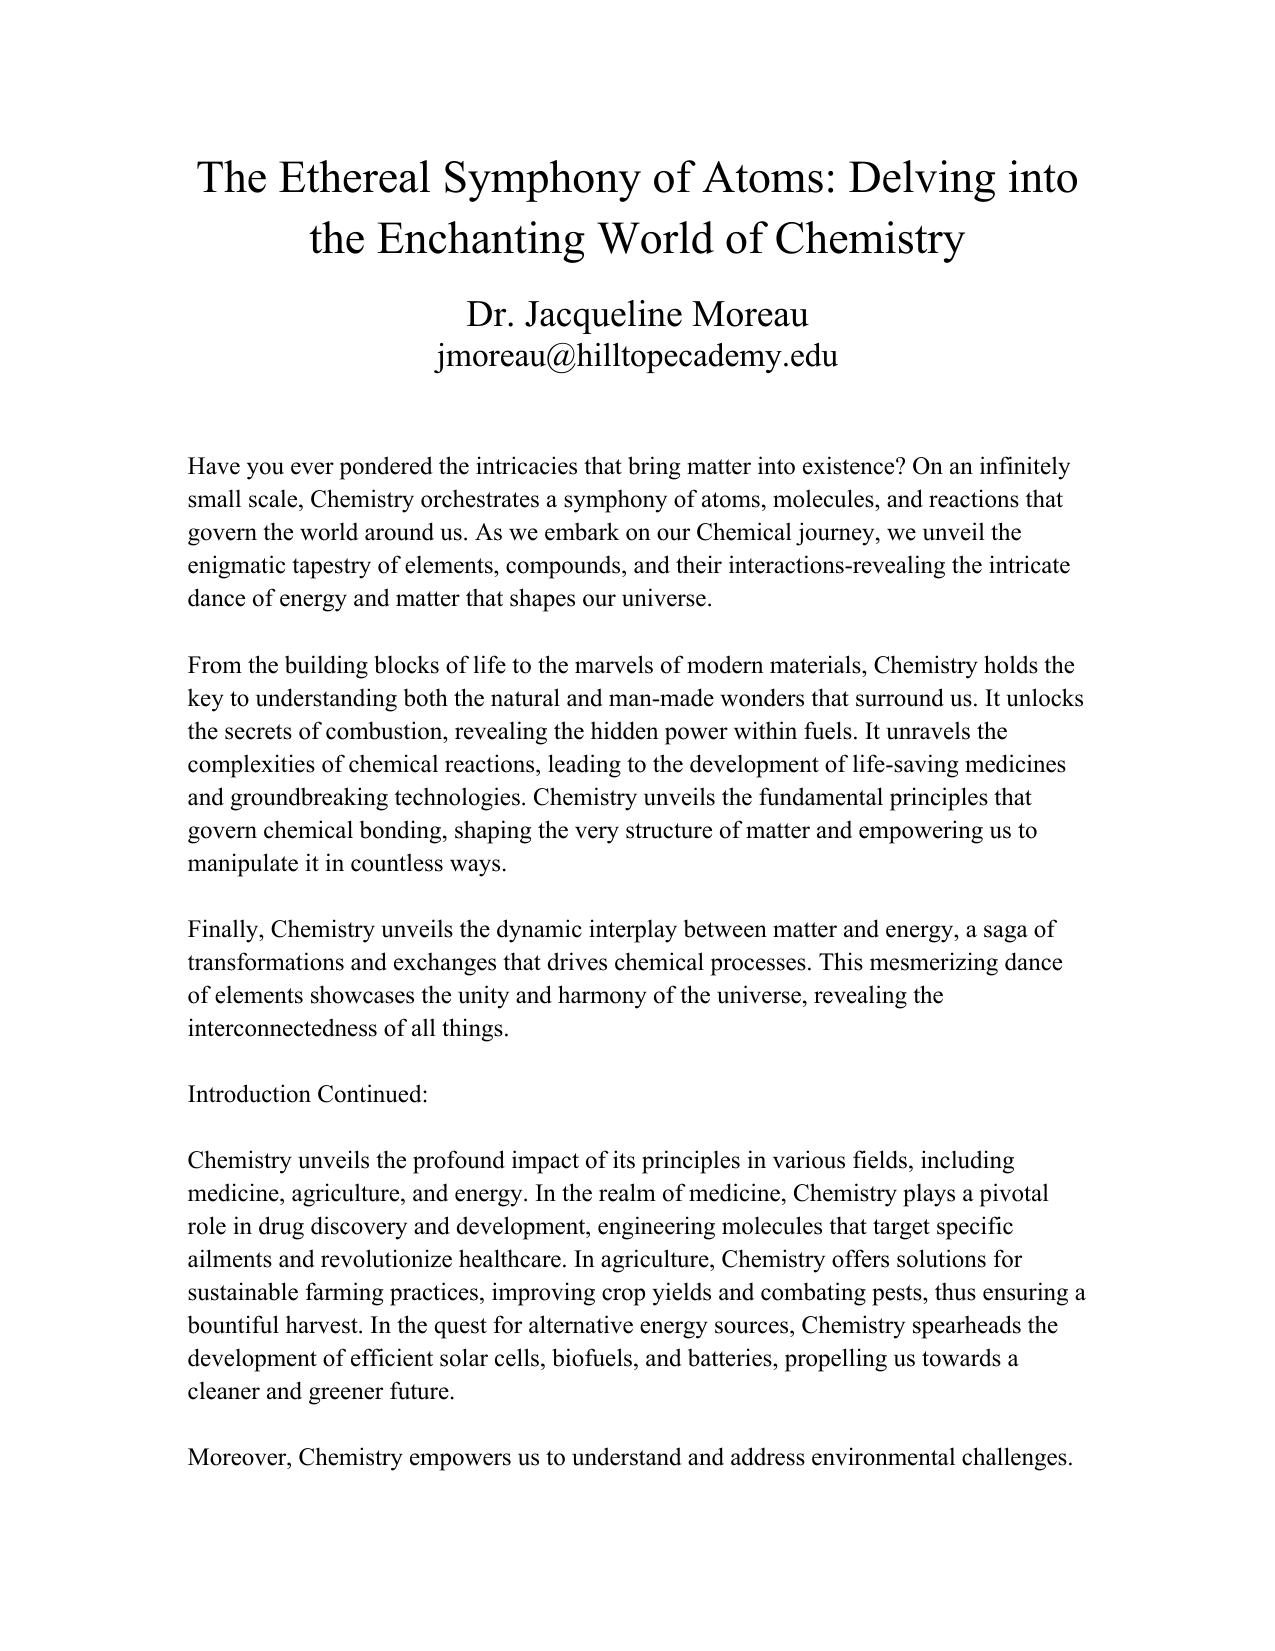 The Ethereal Symphony of Atoms: Delving into
the Enchanting World of Chemistry
Dr. Jacqueline Moreau
jmoreau@hilltopecademy.edu
Have you ever pondered the intricacies that bring matter into existence? On an infinitely
small scale, Chemistry orchestrates a symphony of atoms, molecules, and reactions that
govern the world around us. As we embark on our Chemical journey, we unveil the
enigmatic tapestry of elements, compounds, and their interactions-revealing the intricate
dance of energy and matter that shapes our universe.
From the building blocks of life to the marvels of modern materials, Chemistry holds the
key to understanding both the natural and man-made wonders that surround us. It unlocks
the secrets of combustion, revealing the hidden power within fuels. It unravels the
complexities of chemical reactions, leading to the development of life-saving medicines
and groundbreaking technologies. Chemistry unveils the fundamental principles that
govern chemical bonding, shaping the very structure of matter and empowering us to
manipulate it in countless ways.
Finally, Chemistry unveils the dynamic interplay between matter and energy, a saga of
transformations and exchanges that drives chemical processes. This mesmerizing dance
of elements showcases the unity and harmony of the universe, revealing the
interconnectedness of all things.
Introduction Continued:
Chemistry unveils the profound impact of its principles in various fields, including
medicine, agriculture, and energy. In the realm of medicine, Chemistry plays a pivotal
role in drug discovery and development, engineering molecules that target specific
ailments and revolutionize healthcare. In agriculture, Chemistry offers solutions for
sustainable farming practices, improving crop yields and combating pests, thus ensuring a
bountiful harvest. In the quest for alternative energy sources, Chemistry spearheads the
development of efficient solar cells, biofuels, and batteries, propelling us towards a
cleaner and greener future.
Moreover, Chemistry empowers us to understand and address environmental challenges.